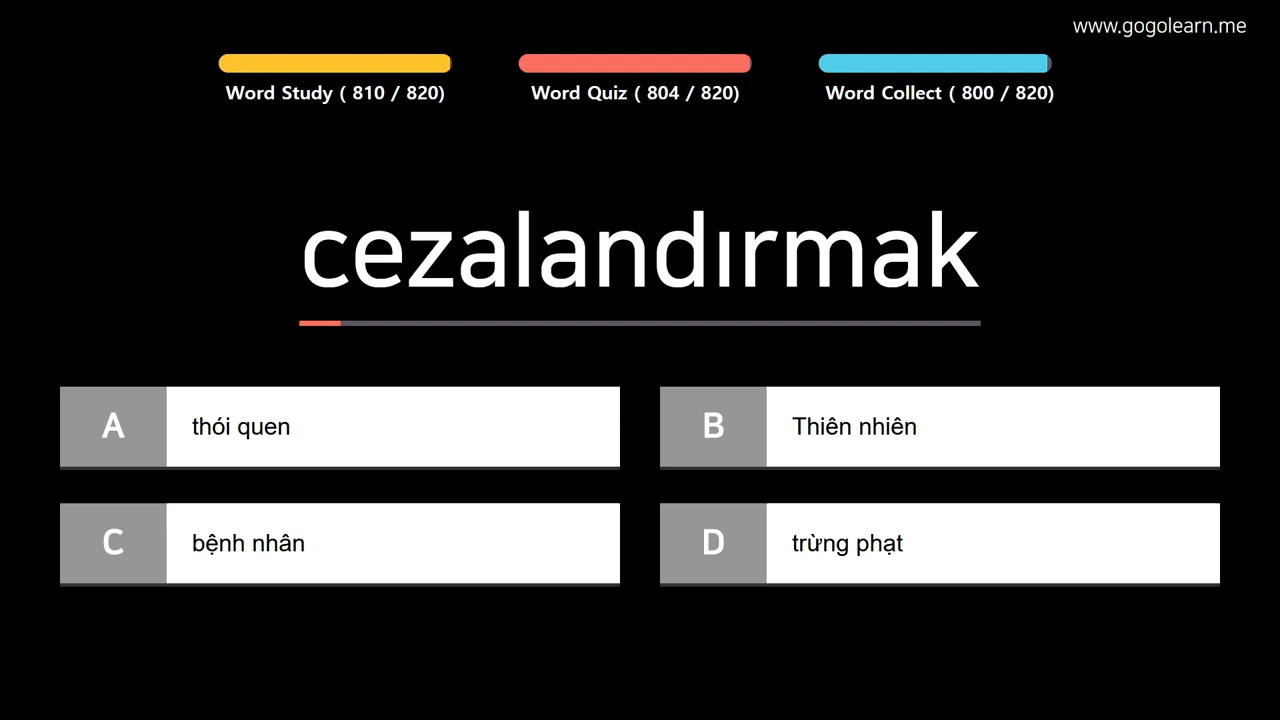 www.gogolearn.me
Word Study ( 810 / 820)
Word Quiz ( 804 / 820)
Word Collect ( 800 / 820)
cezalandırmak
A thói quen
B Thiên nhiên
C bệnh nhân
D trừng phạt